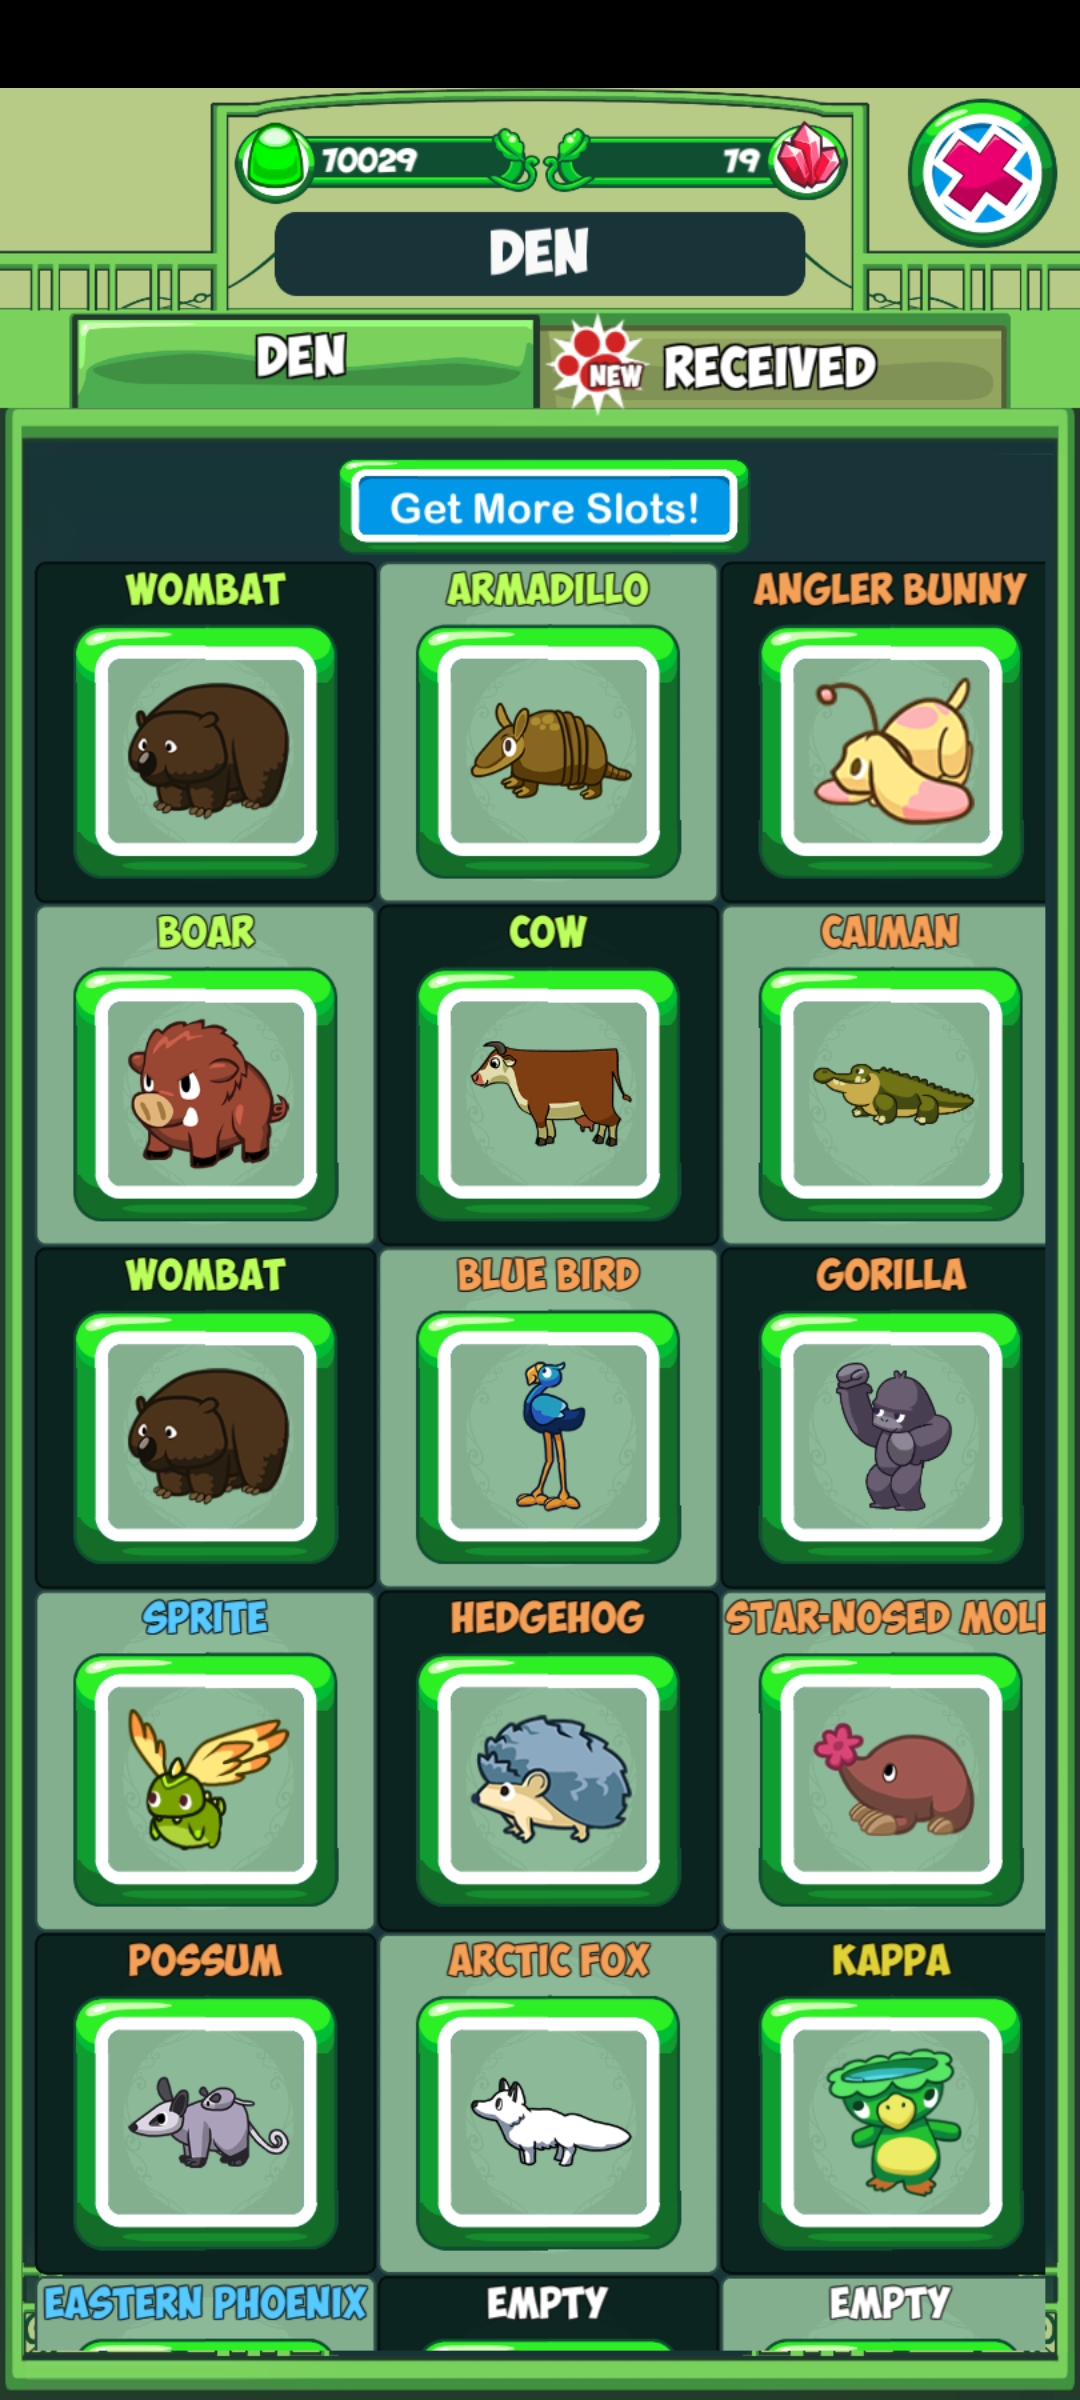 70029
79
DEN
DEN
NEW
RECEIVED
Get More Slots!
WOMBAT
ARMADILLO
ANGLER BUNNY
BOAR
COW
CAIMAN
WOMBAT
BLUE BIRD
GORILLA
SPRITE
HEDGEHOG
STAR-NOSED MOL
POSSUM
ARCTIC FOX
KAPPA
EASTERN PHOENIX
EMPTY
EMPTY